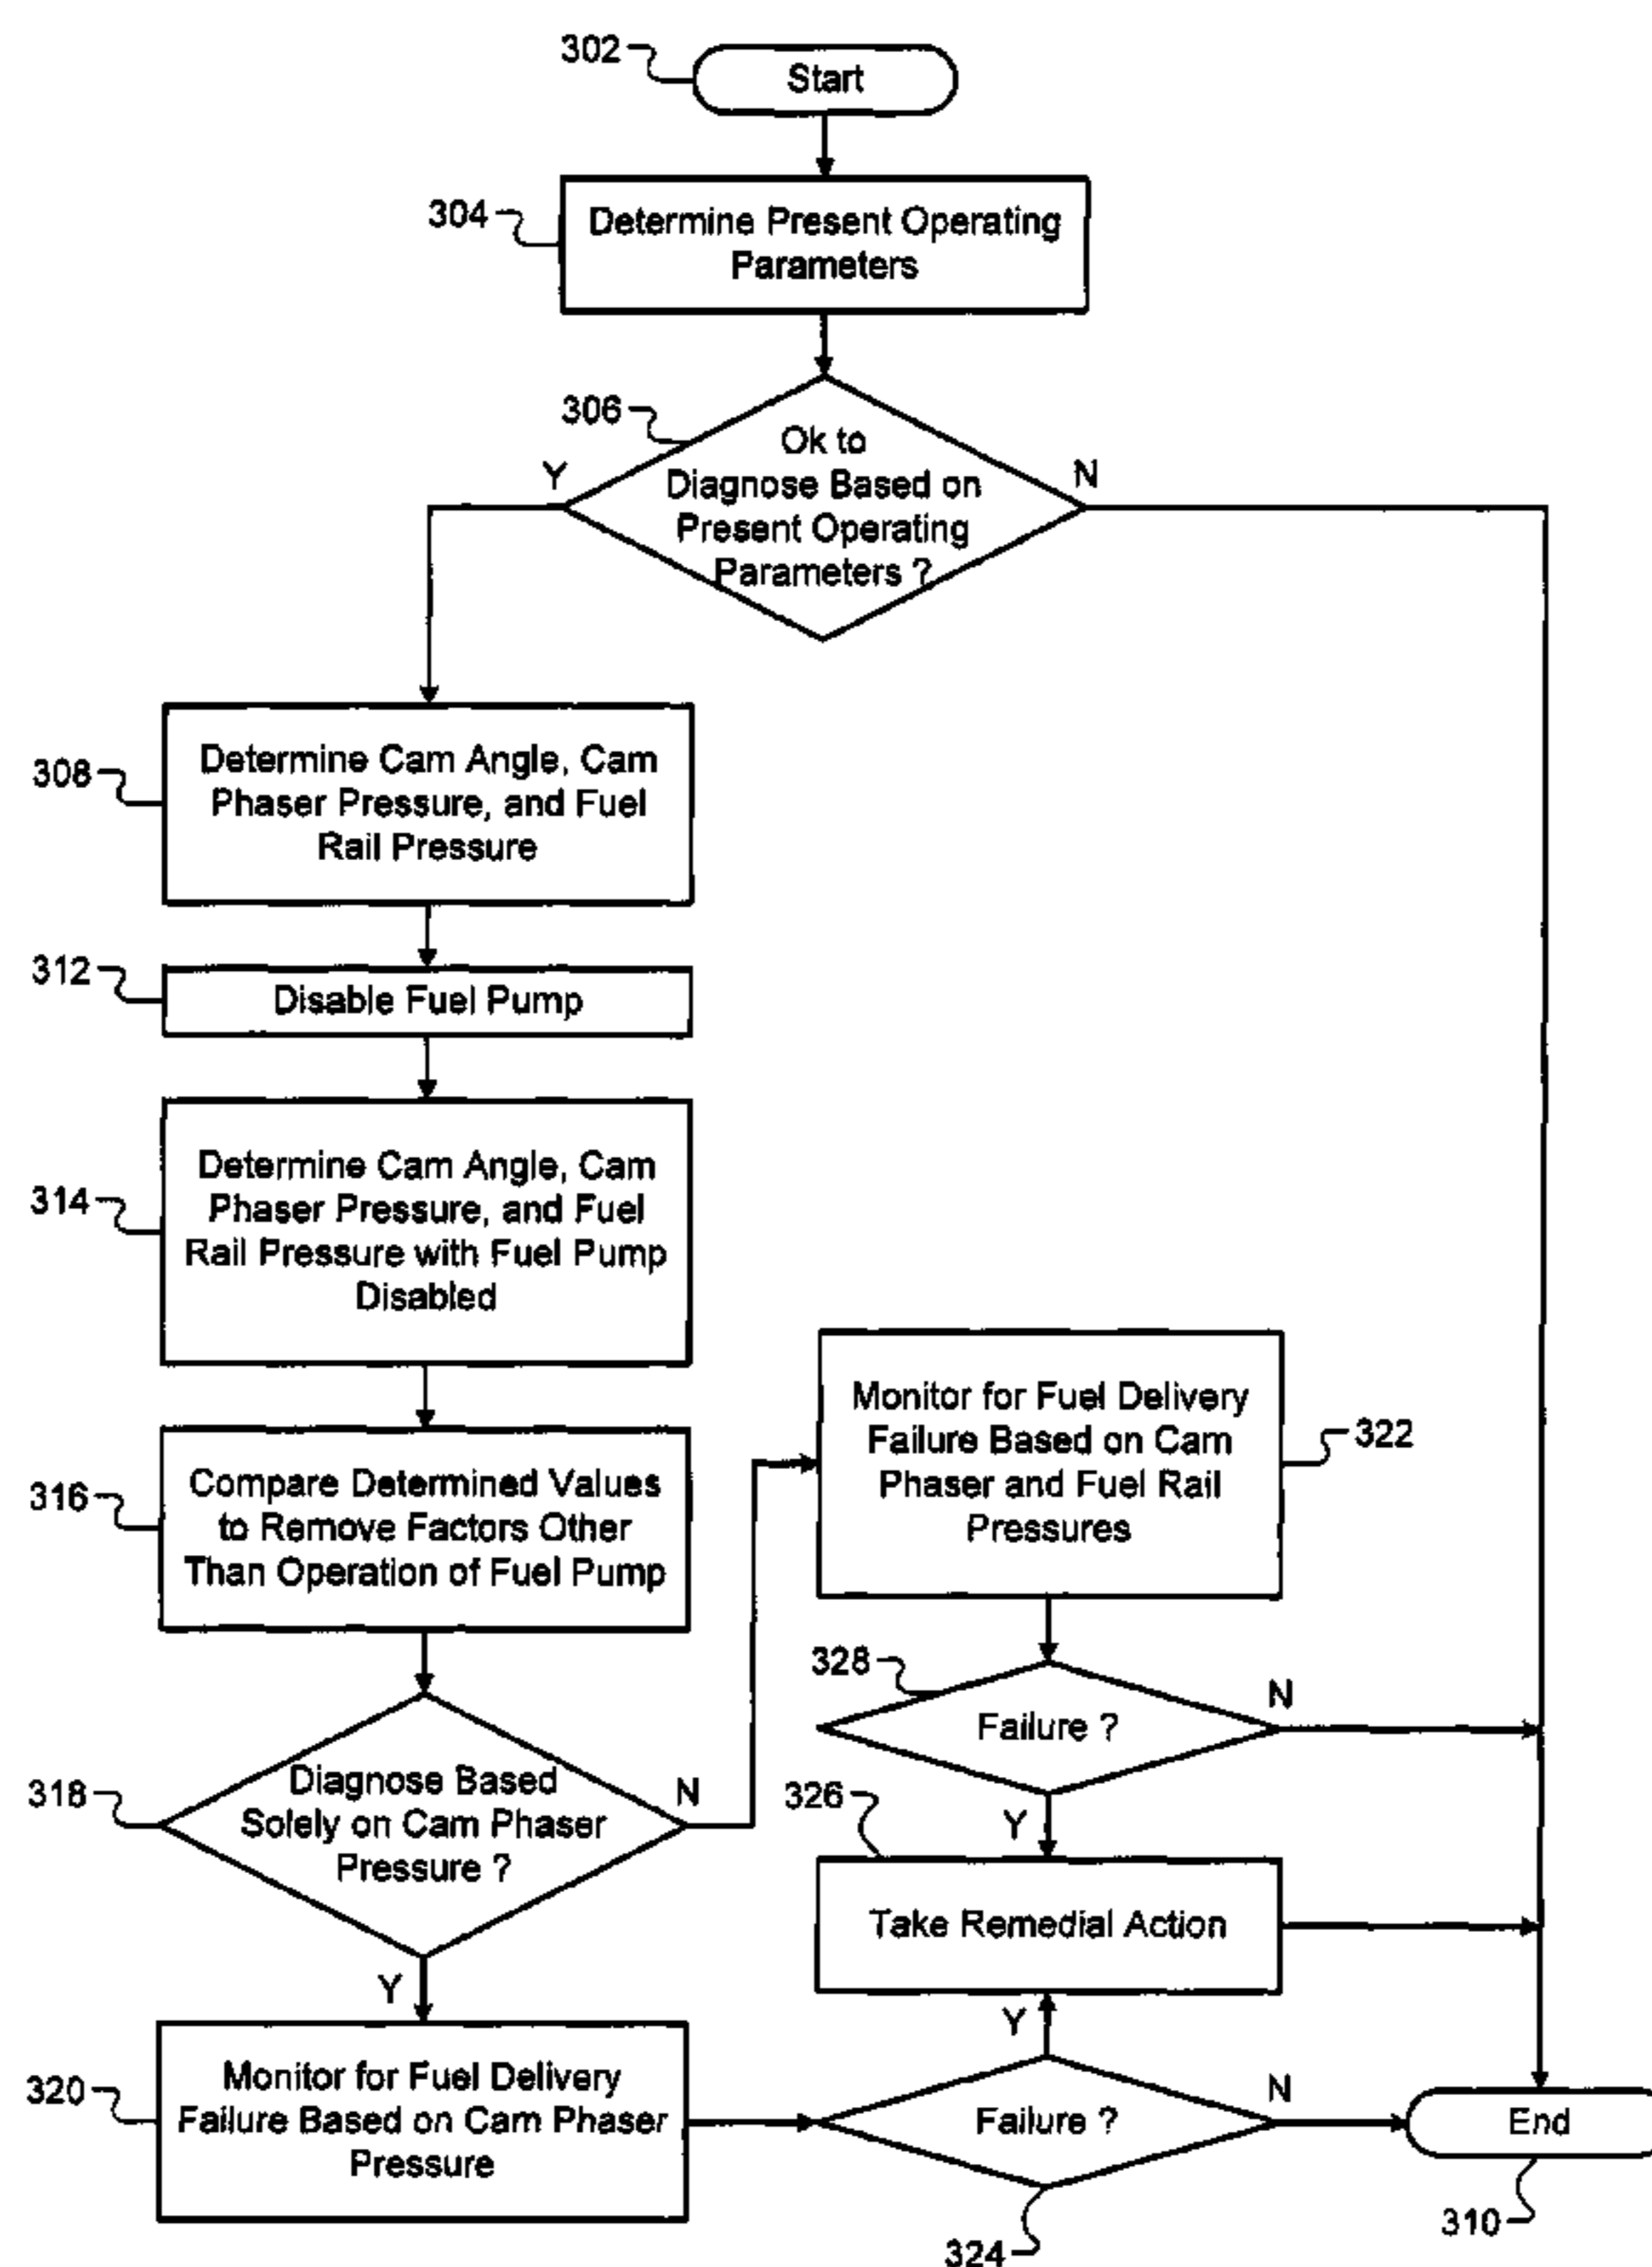 302
Start
304
Determine Present Operating
Parameters
306
Ok to
Diagnose Based on
Present Operating
Parameters ?
Y
N
308
Determine Cam Angle, Cam
Phaser Pressure, and Fuel
Rail Pressure
312
Disable Fuel Pump
314
Determine Cam Angle, Cam
Phaser Pressure, and Fuel
Rail Pressure with Fuel Pump
Disabled
316
Compare Determined Values
to Remove Factors Other
Than Operation of Fuel Pump
318
Diagnose Based
Solely on Cam Phaser
Pressure ?
N
Y
322
Monitor for Fuel Delivery
Failure Based on Cam
Phaser and Fuel Rail
Pressures
328
Failure ?
N
Y
326
Take Remedial Action
Y
320
Monitor for Fuel Delivery
Failure Based on Cam Phaser
Pressure
Failure ?
N
324
End
310